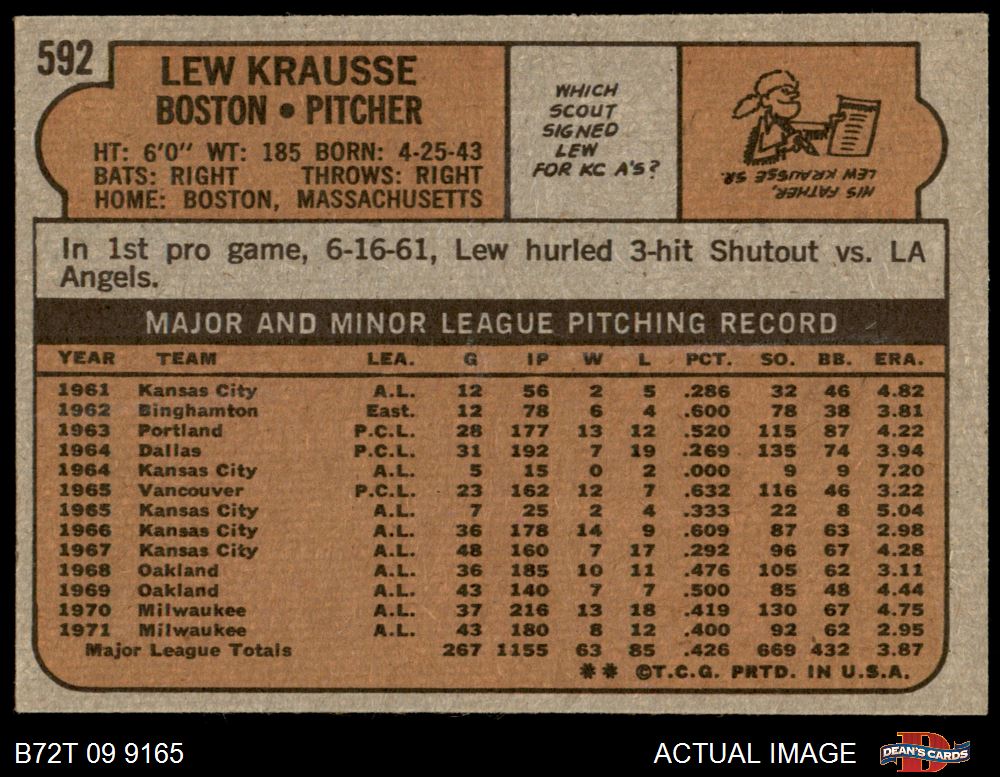 592
LEW KRAUSSE
BOSTON • PITCHER
HT: 6'0" WT: 185 BORN: 4-25-43
BATS: RIGHT THROWS: RIGHT
HOME: BOSTON, MASSACHUSETTS
WHICH
SCOUT
SIGNED
LEW
FOR KC A'S?
HIS FATHER,
LEW KRAUSSE SR.
In 1st pro game, 6-16-61, Lew hurled 3-hit Shutout vs. LA
Angels.
MAJOR AND MINOR LEAGUE PITCHING RECORD
YEAR TEAM LEA. G IP W L PCT. SO. BB. ERA.
1961 Kansas City A.L. 12 56 2 5 .286 32 46 4.82
1962 Binghamton East. 12 78 6 4 .600 78 38 3.81
1963 Portland P.C.L. 28 177 13 12 .520 115 87 4.22
1964 Dallas P.C.L. 31 192 7 19 .269 135 74 3.94
1964 Kansas City A.L. 5 15 0 2 .000 9 9 7.20
1965 Vancouver P.C.L. 23 162 12 7 .632 116 46 3.22
1965 Kansas City A.L. 7 25 2 4 .333 22 8 5.04
1966 Kansas City A.L. 36 178 14 9 .609 87 63 2.98
1967 Kansas City A.L. 48 160 7 17 .292 96 67 4.28
1968 Oakland A.L. 36 185 10 11 .476 105 62 3.11
1969 Oakland A.L. 43 140 7 7 .500 85 48 4.44
1970 Milwaukee A.L. 37 216 13 18 .419 130 67 4.75
1971 Milwaukee A.L. 43 180 8 12 .400 92 62 2.95
Major League Totals 267 1155 63 85 .426 669 432 3.87
** ©T.C.G. PRTD. IN U.S.A.
B72T 09 9165 ACTUAL IMAGE DEAN'S CARDS